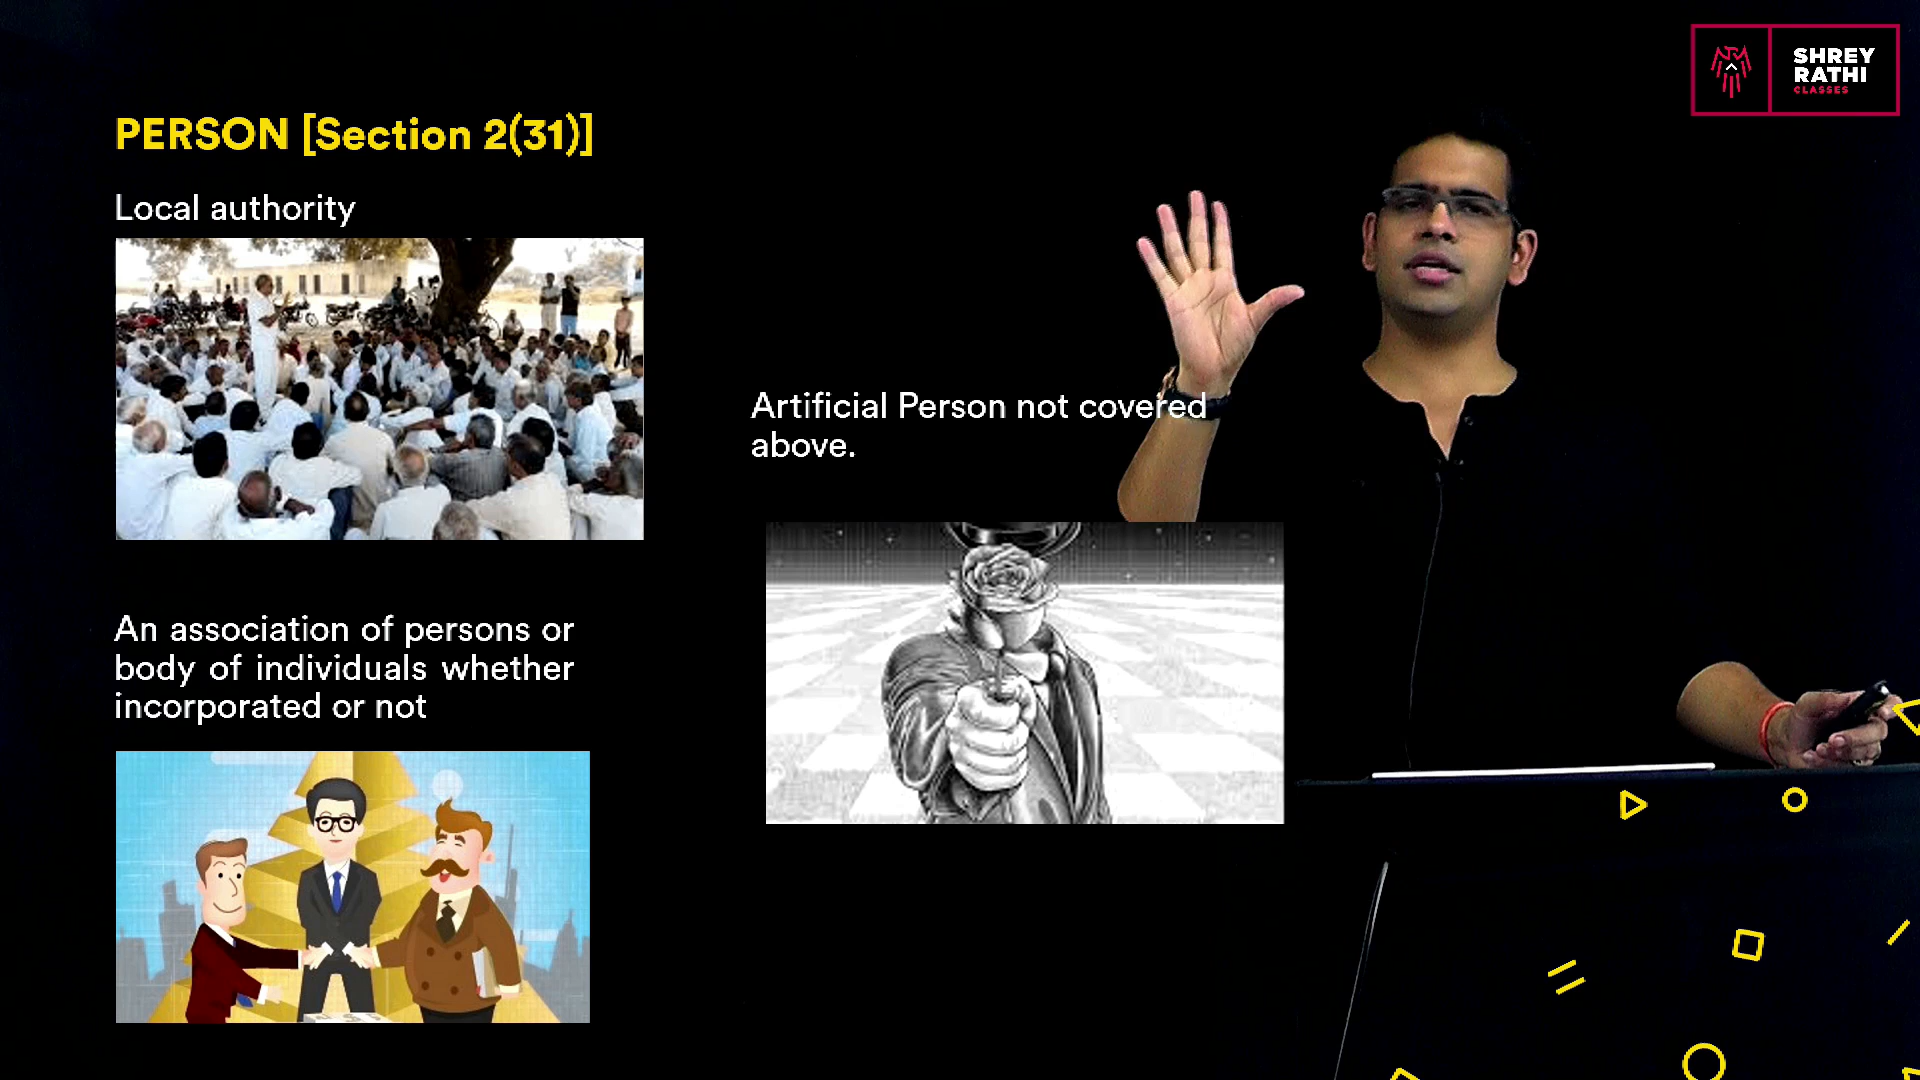 SHREY
RATHI
CLASSES
PERSON [Section 2(31)]
Local authority
Artificial Person not covered
above.
An association of persons or
body of individuals whether
incorporated or not